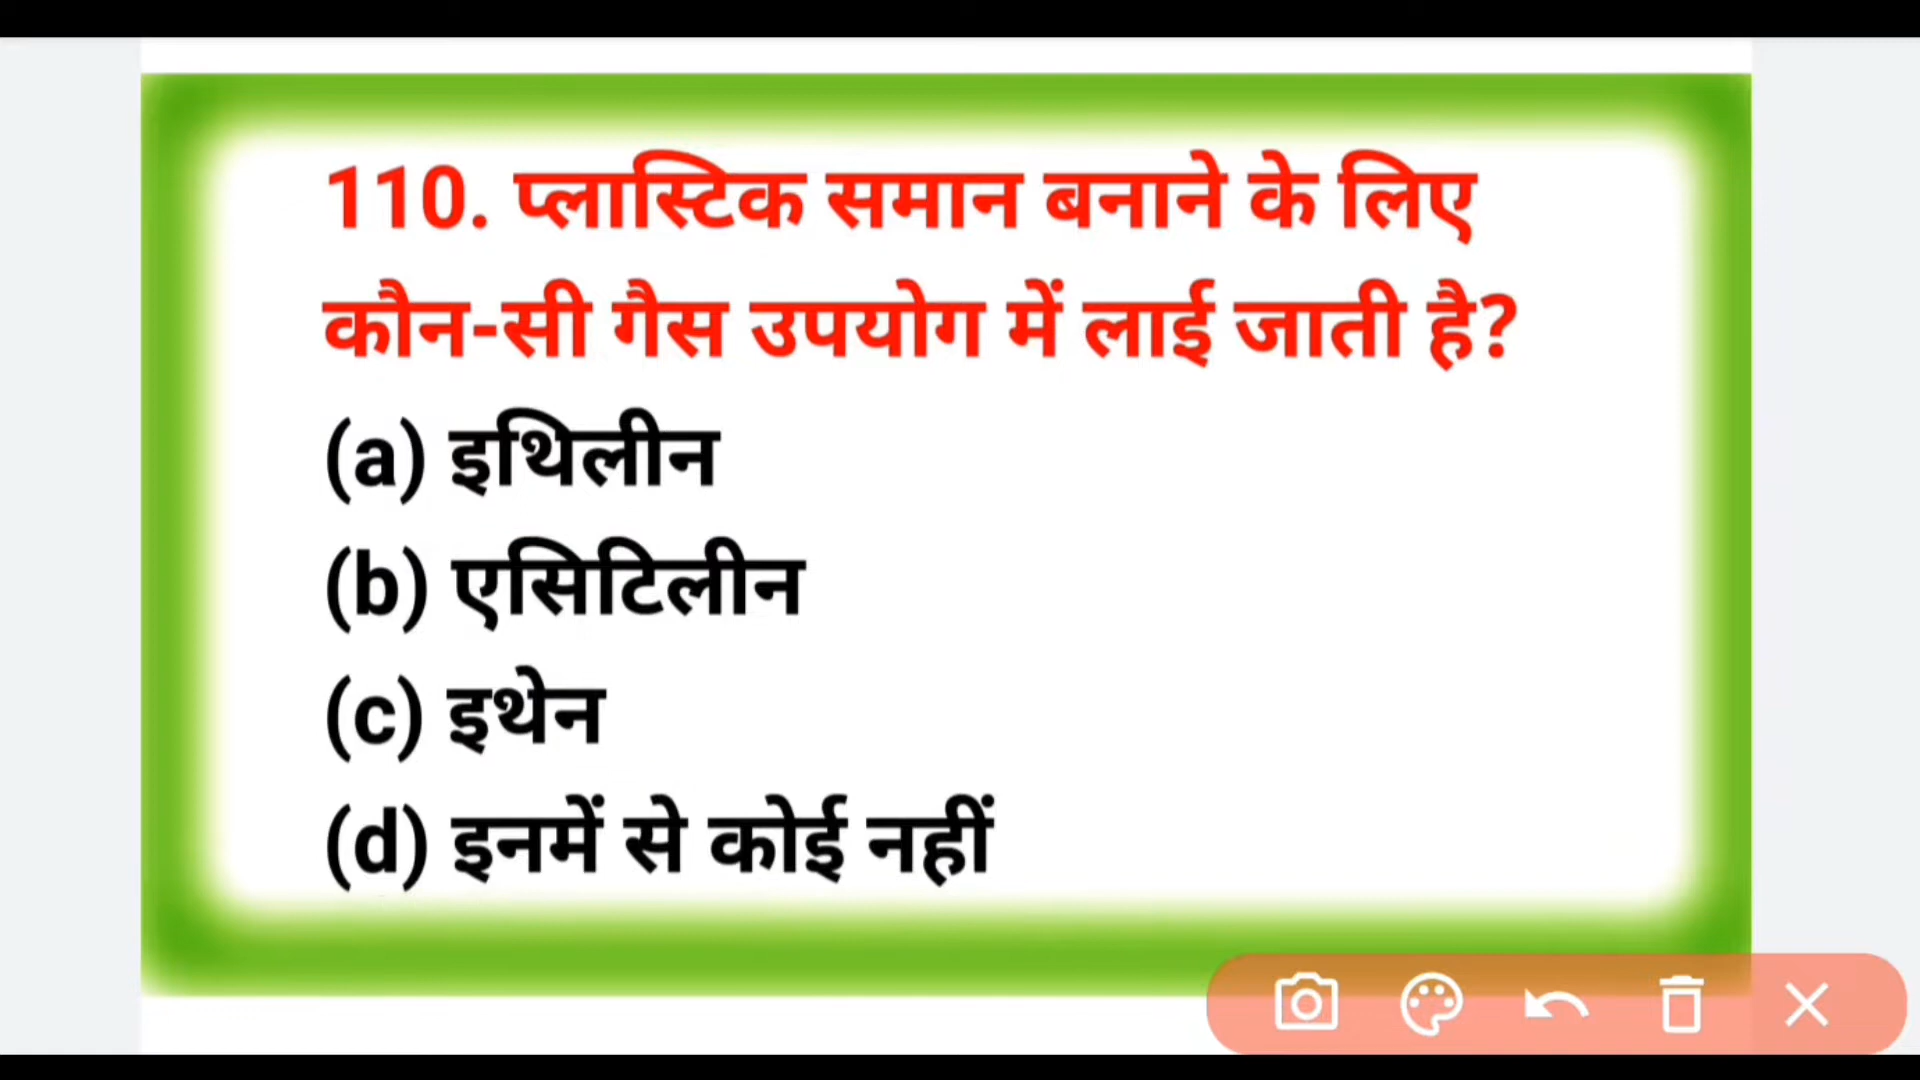 110. प्लास्टिक समान बनाने के लिए
कौन-सी गैस उपयोग में लाई जाती है?
(a) इथिलीन
(b) एसिटिलीन
(c) इथेन
(d) इनमें से कोई नहीं